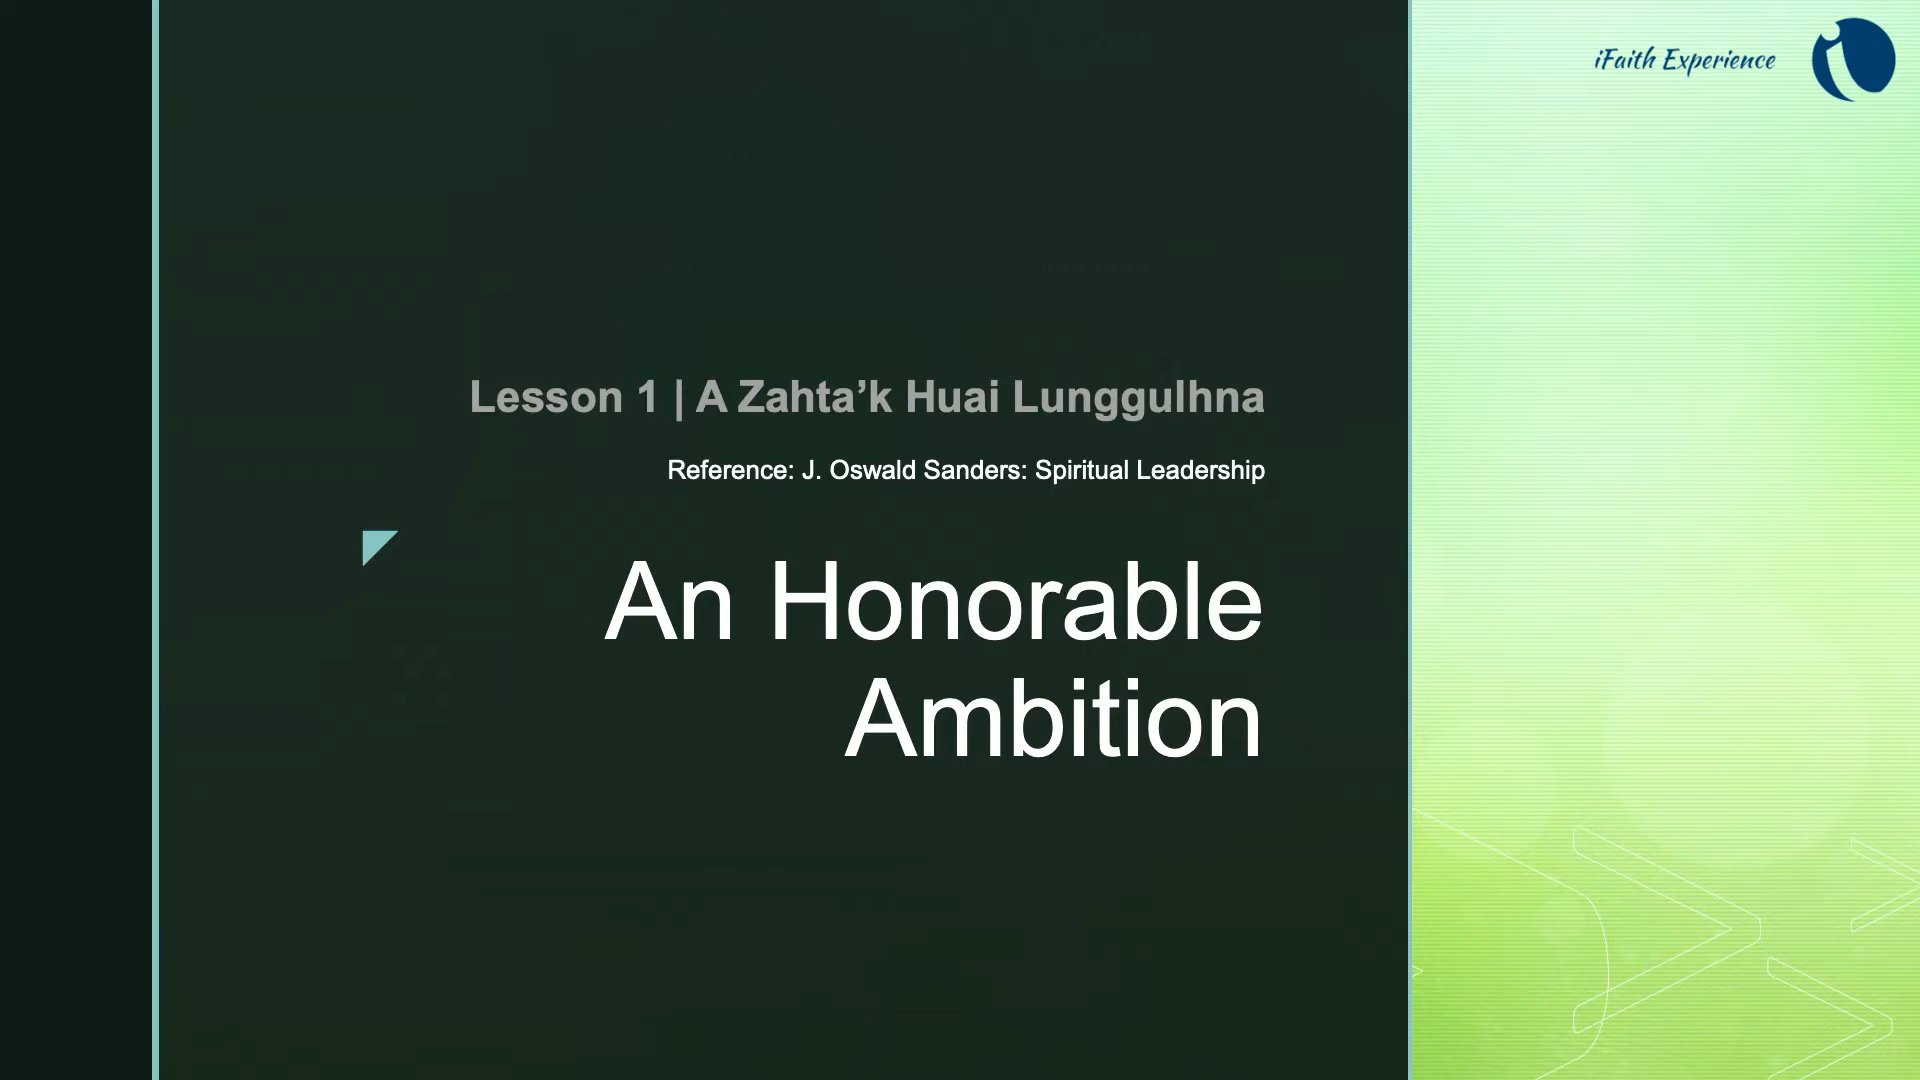 iFaith Experience
Lesson 1 | A Zahta’k Huai Lunggulhna
Reference: J. Oswald Sanders: Spiritual Leadership
An Honorable
Ambition